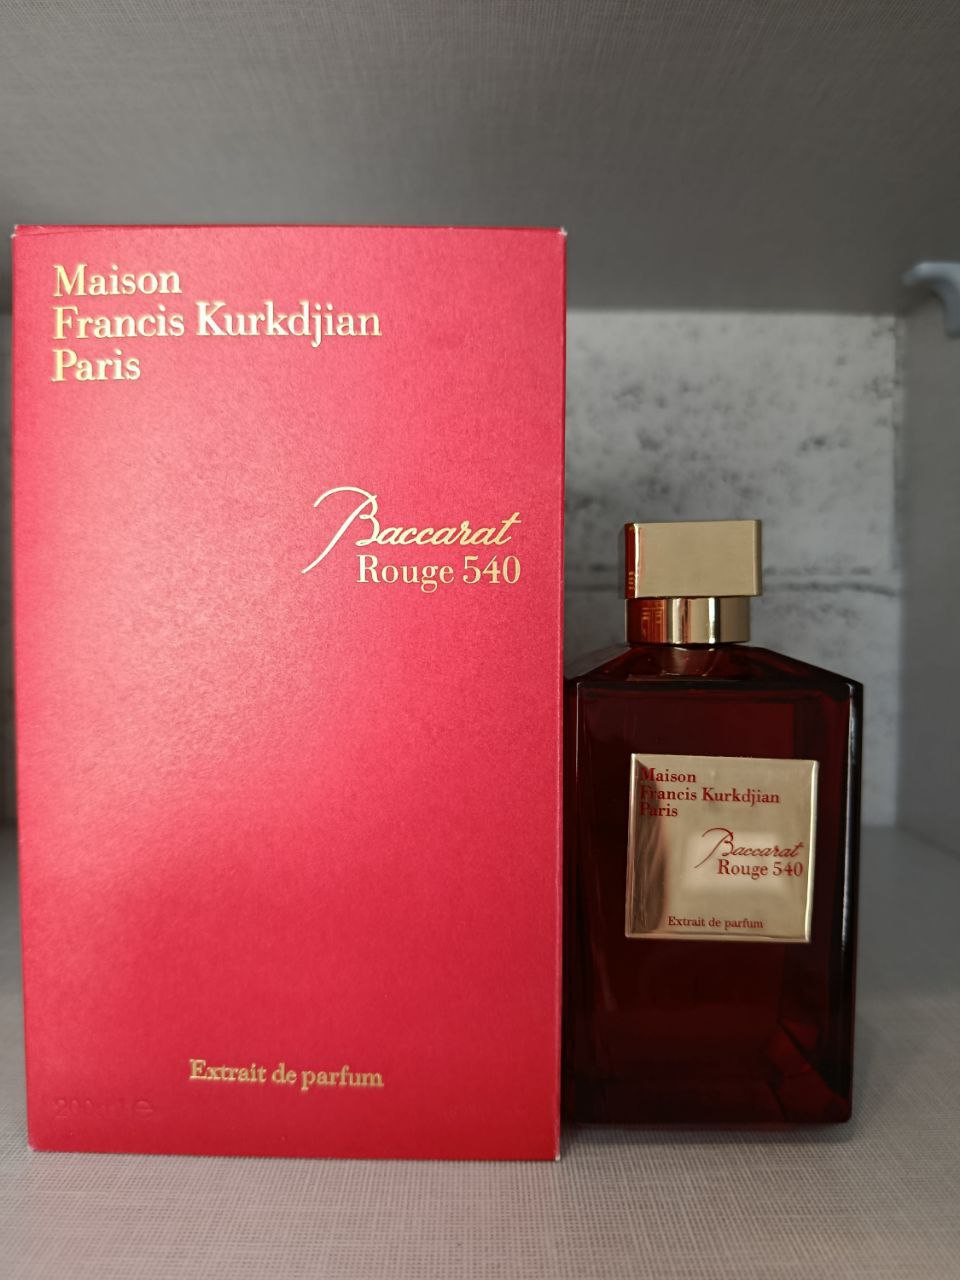 Maison
Francis Kurkdjian
Paris
Baccarat
Rouge 540
Extrait de parfum
Maison
Francis Kurkdjian
Paris
Baccarat
Rouge 540
Extrait de parfum